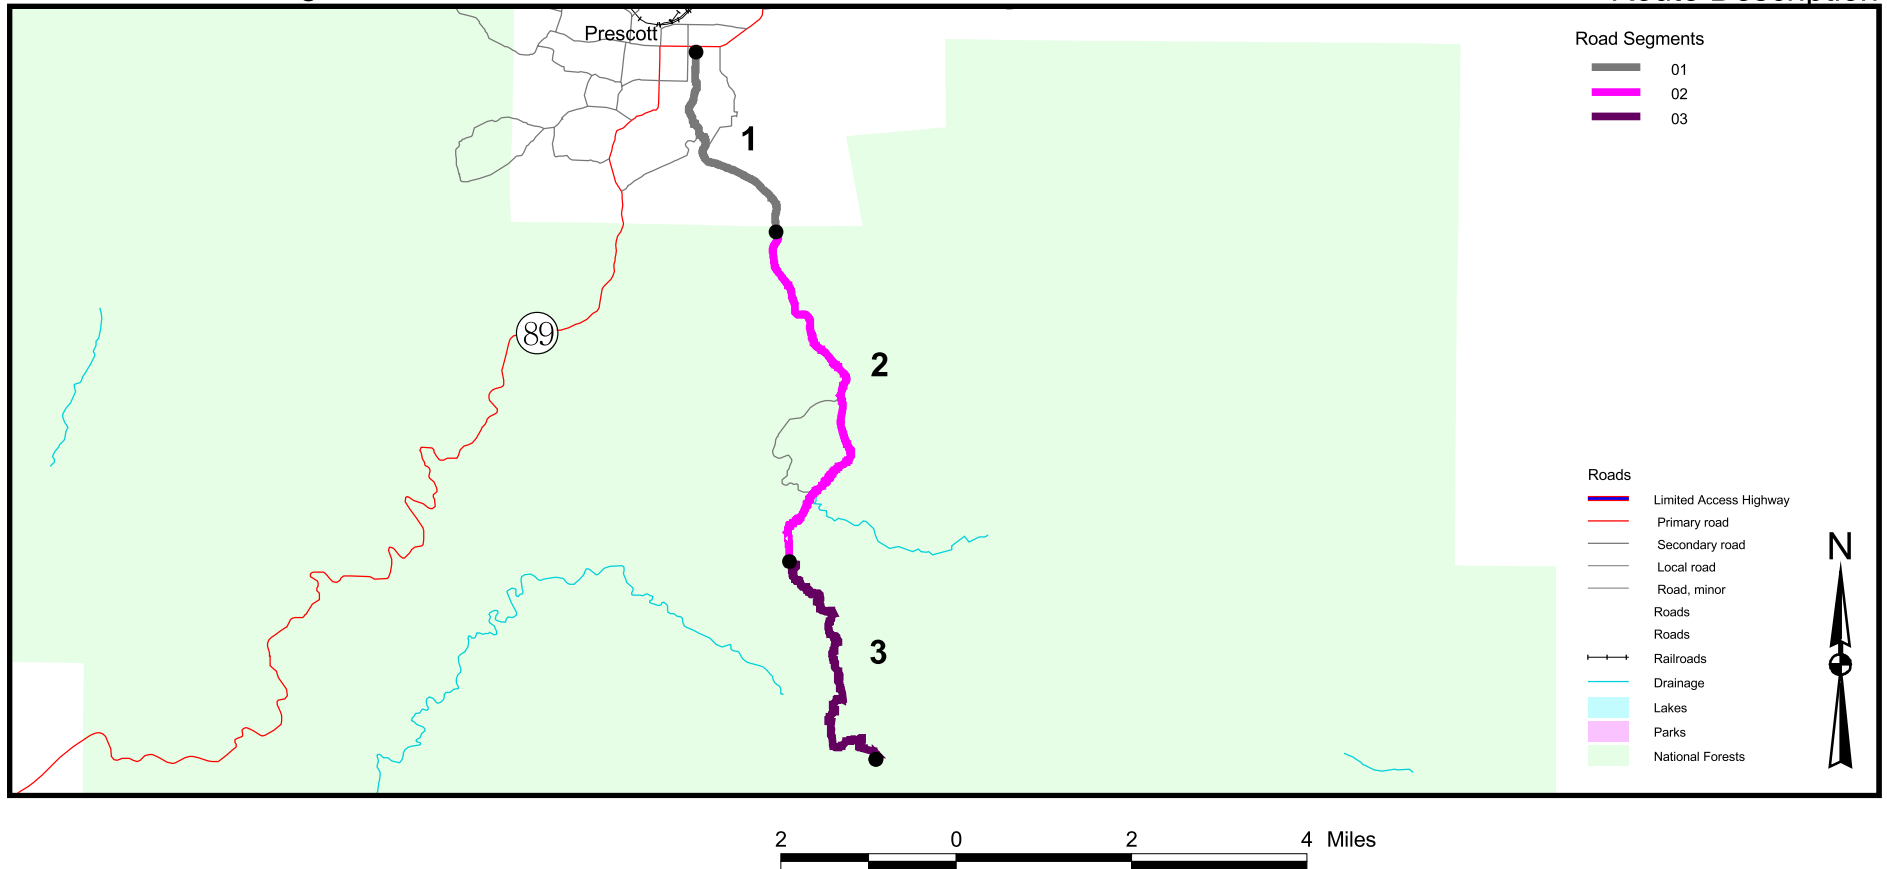 Prescott
Road Segments
01
02
03
1
89
2
3
Roads
Limited Access Highway
Primary road
Secondary road
Local road
Road, minor
Roads
Roads
Railroads
Drainage
Lakes
Parks
National Forests
N
2 0 2 4 Miles